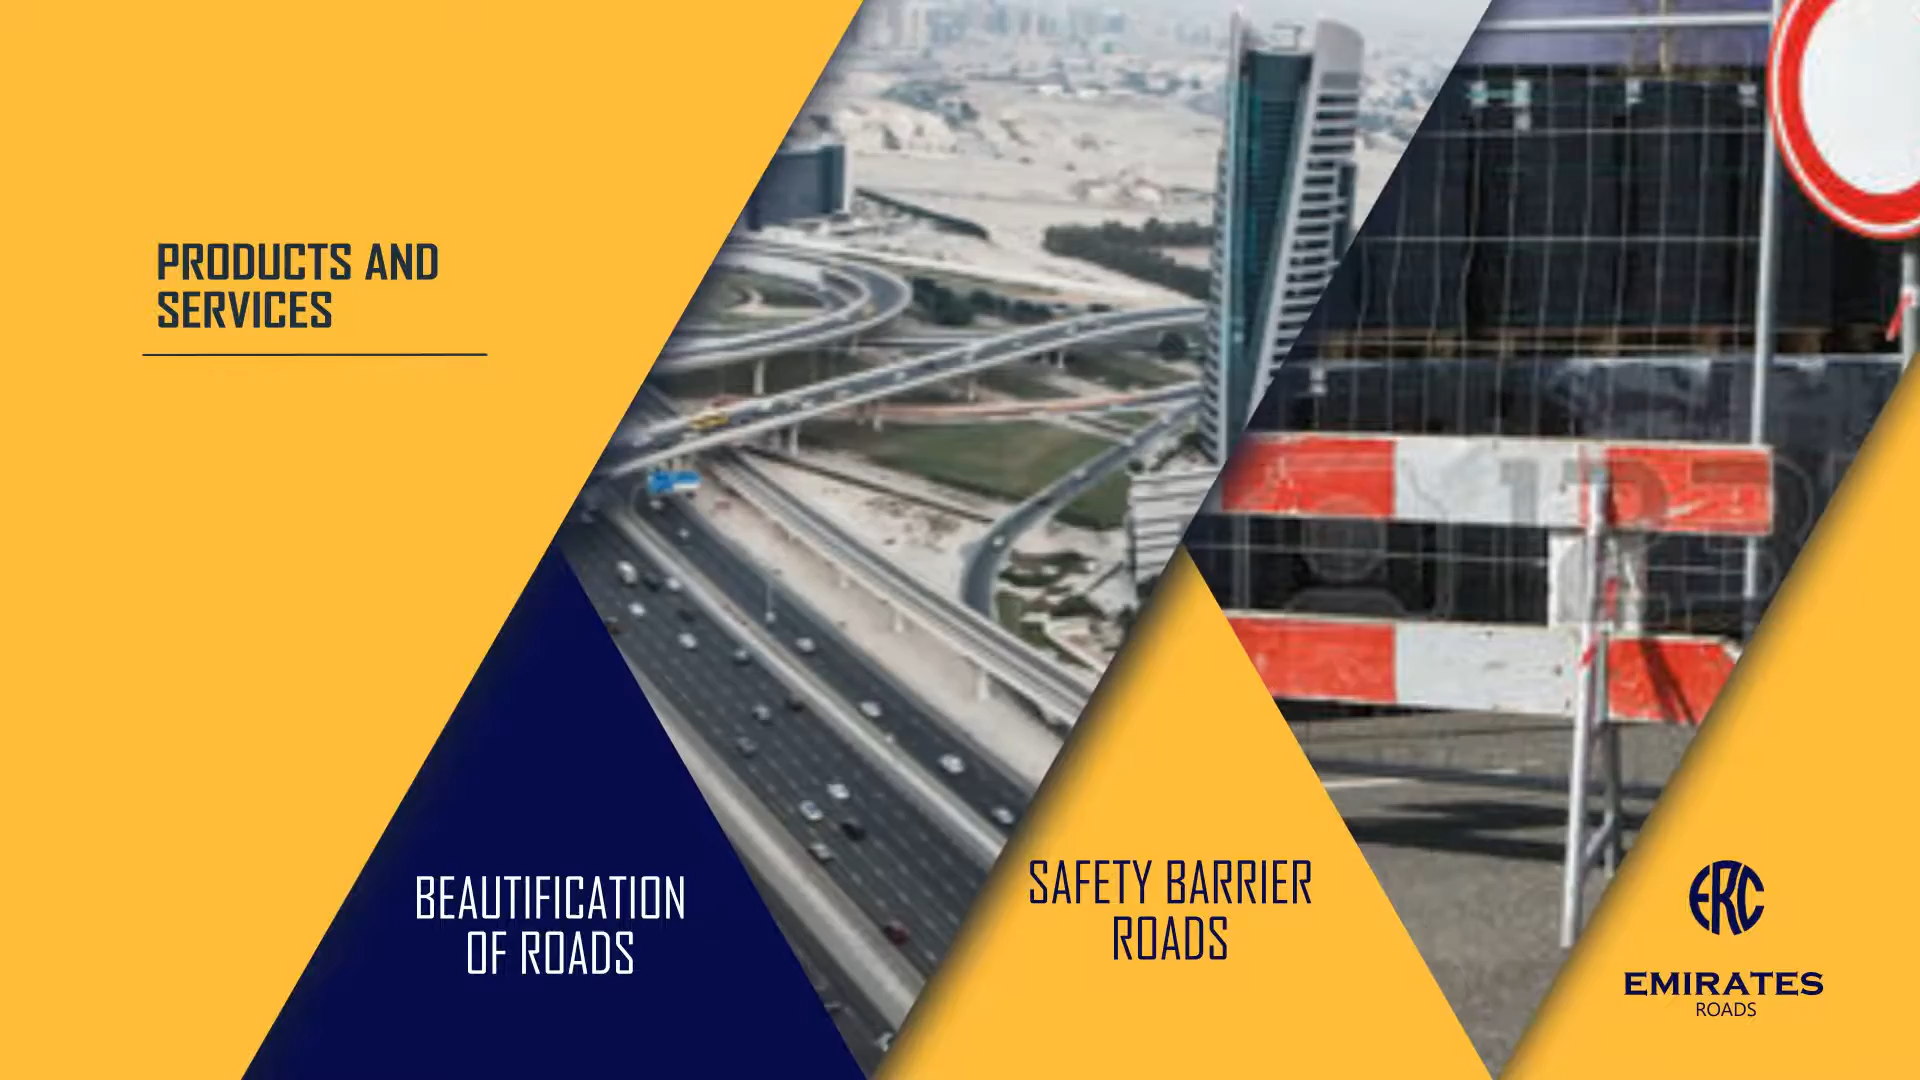 PRODUCTS AND
SERVICES
BEAUTIFICATION
OF ROADS
SAFETY BARRIER
ROADS
ERC
EMIRATES
ROADS